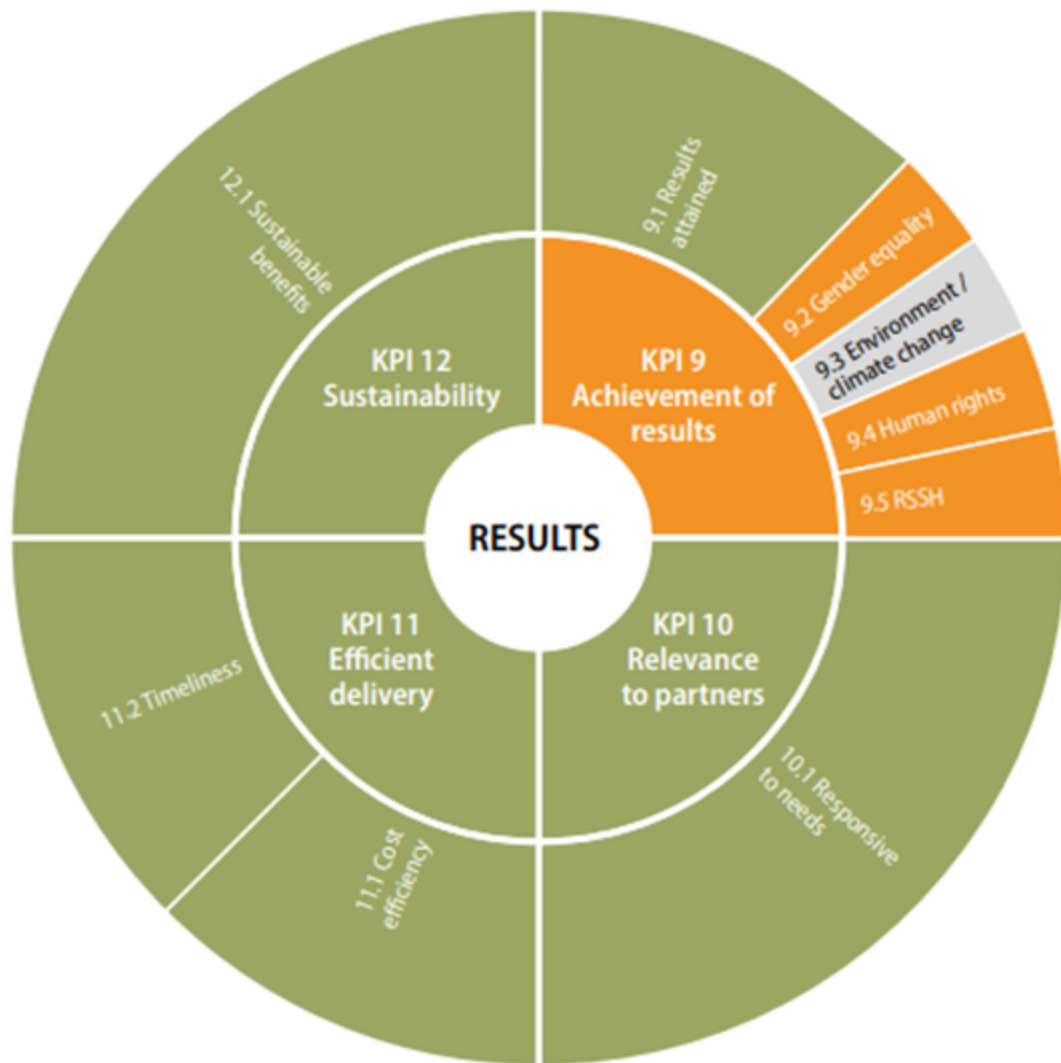 RESULTS
KPI 9
Achievement of
results
9.1 Results
attained
9.2 Gender equality
9.3 Environment /
climate change
9.4 Human rights
9.5 RSSH
KPI 10
Relevance
to partners
10.1 Responsive
to needs
KPI 11
Efficient
delivery
11.1 Cost
efficiency
11.2 Timeliness
KPI 12
Sustainability
12.1 Sustainable
benefits